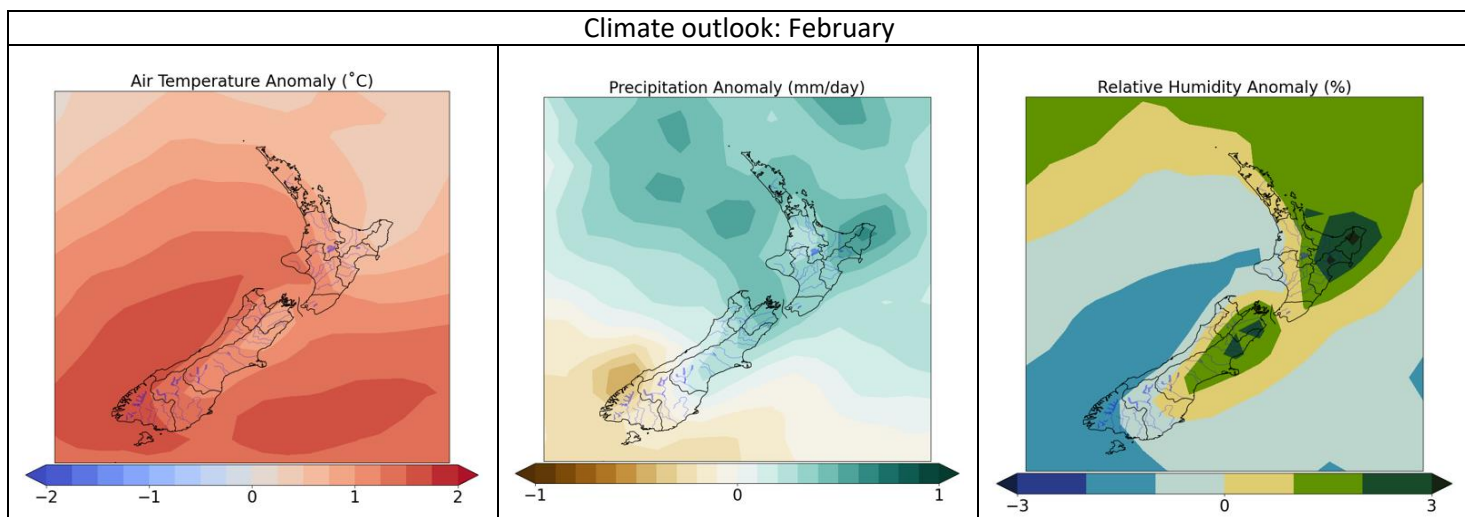 Climate outlook: February
Air Temperature Anomaly (˚C)
−2 −1 0 1 2
Precipitation Anomaly (mm/day)
−1 0 1
Relative Humidity Anomaly (%)
−3 0 3